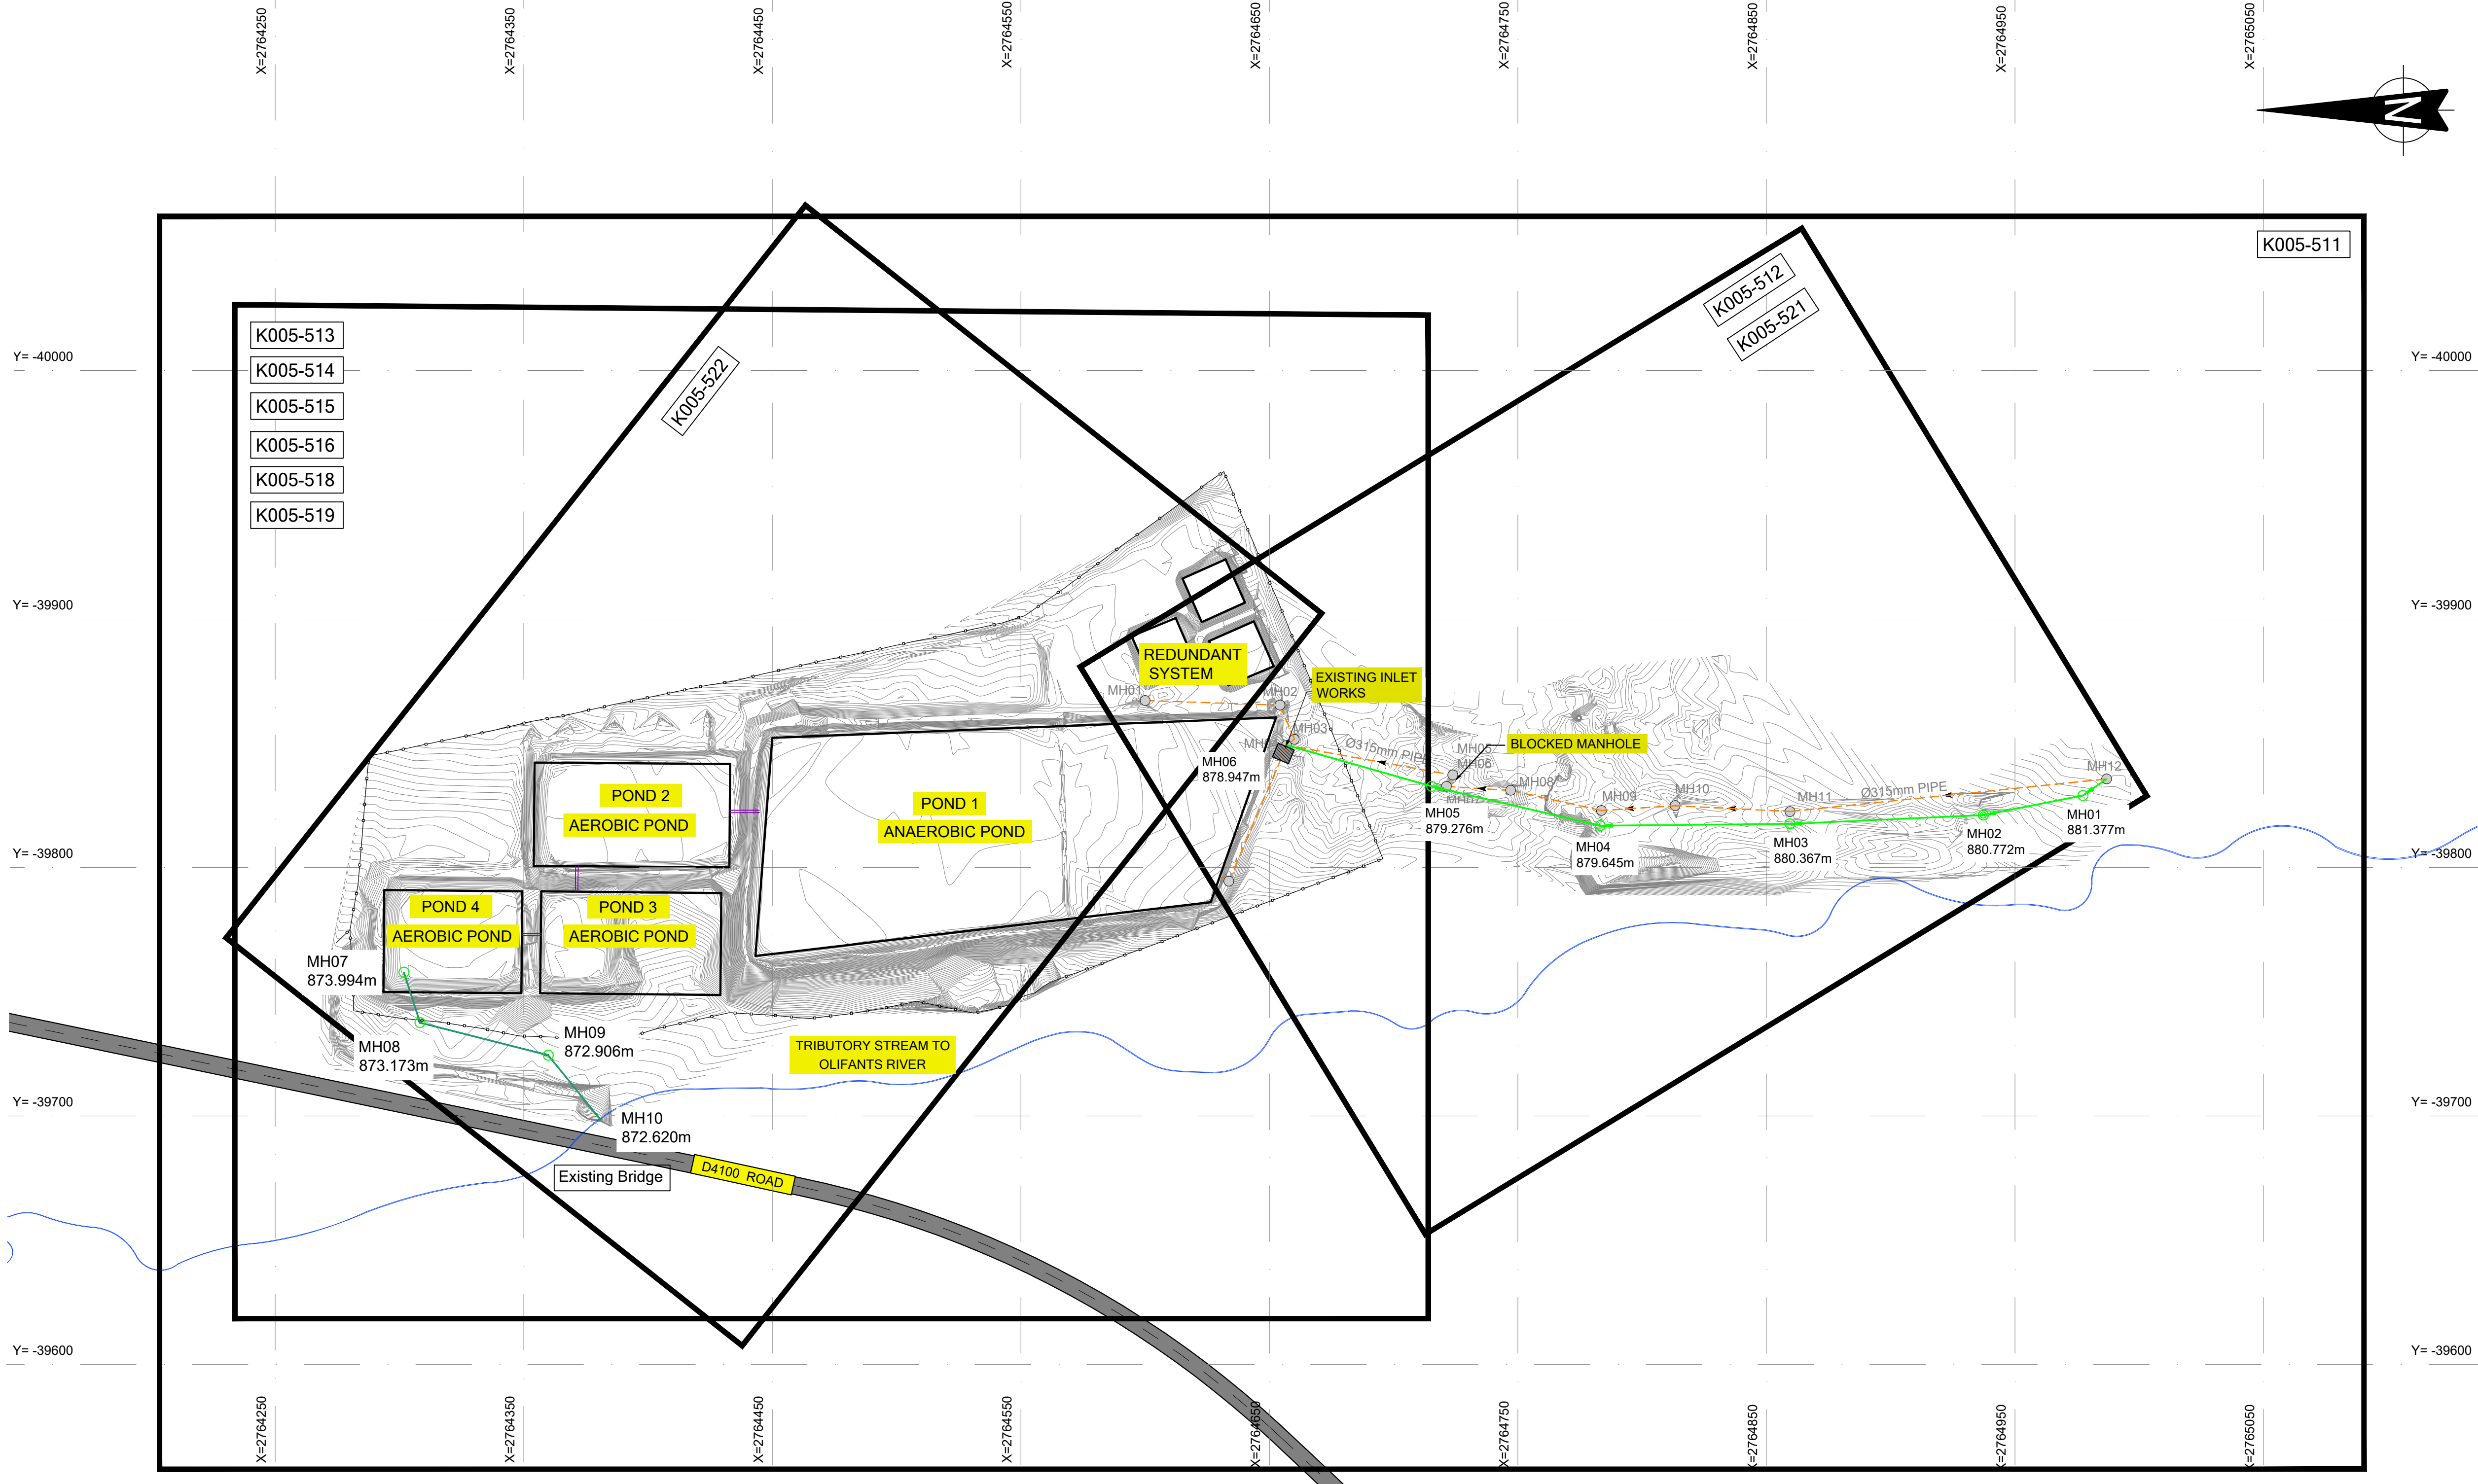 X=2764250
X=2764350
X=2764450
X=2764550
X=2764650
X=2764750
X=2764850
X=2764950
X=2765050
N
K005-511
K005-512
K005-521
K005-513
K005-514
K005-515
K005-516
K005-518
K005-519
K005-522
Y= -40000
Y= -40000
Y= -39900
Y= -39900
REDUNDANT
SYSTEM
EXISTING INLET
WORKS
MH01
MH02
MH03
Ø315mm PIPE
MH05
MH06
BLOCKED MANHOLE
MH06
878.947m
MH08
MH07
MH09
MH10
MH11
Ø315mm PIPE
MH12
MH01
881.377m
MH02
880.772m
MH03
880.367m
MH04
879.645m
MH05
879.276m
POND 2
AEROBIC POND
POND 1
ANAEROBIC POND
Y= -39800
Y= -39800
POND 4
AEROBIC POND
POND 3
AEROBIC POND
MH07
873.994m
MH08
873.173m
MH09
872.906m
TRIBUTORY STREAM TO
OLIFANTS RIVER
Y= -39700
Y= -39700
MH10
872.620m
Existing Bridge
D4100 ROAD
Y= -39600
Y= -39600
X=2764250
X=2764350
X=2764450
X=2764550
X=2764650
X=2764750
X=2764850
X=2764950
X=2765050